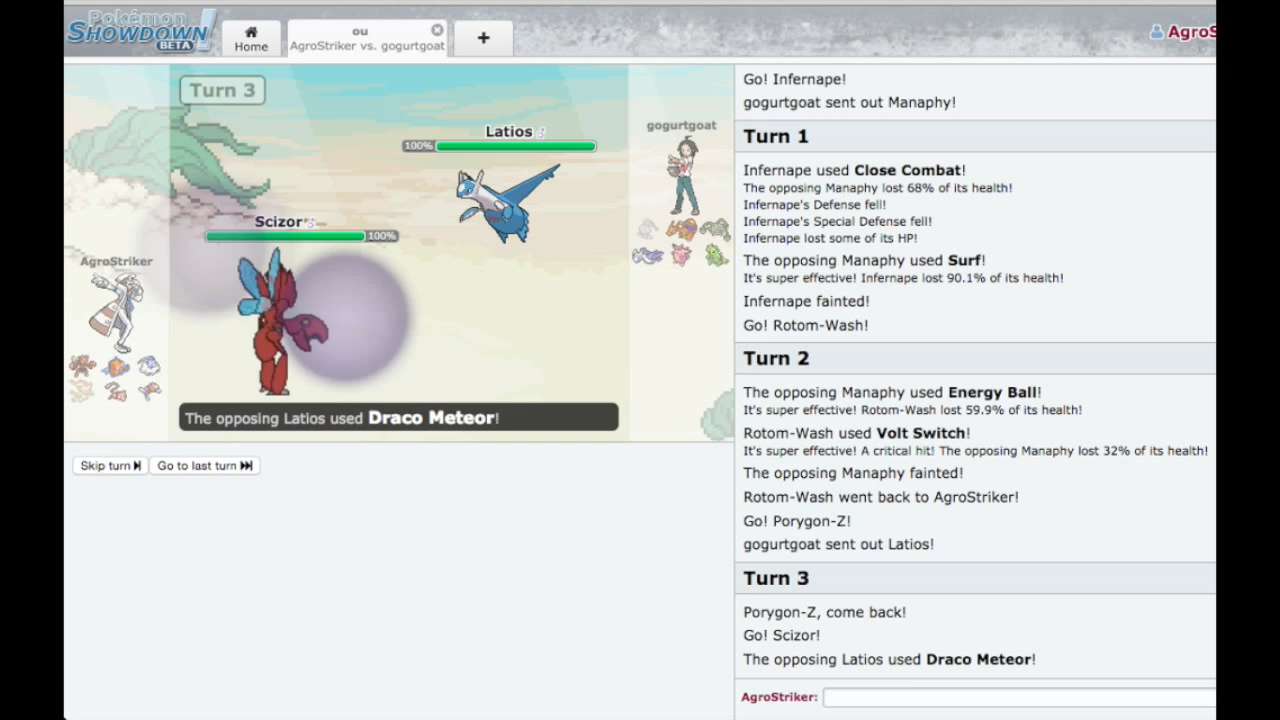 Pokémon
SHOWDOWN!
BETA
Home
ou
AgroStriker vs. gogurtgoat
+
AgroS
Turn 3
Latios
100%
gogurtgoat
Scizor
100%
AgroStriker
The opposing Latios used Draco Meteor!
Skip turn
Go to last turn
Go! Infernape!
gogurtgoat sent out Manaphy!
Turn 1
Infernape used Close Combat!
The opposing Manaphy lost 68% of its health!
Infernape's Defense fell!
Infernape's Special Defense fell!
Infernape lost some of its HP!
The opposing Manaphy used Surf!
It's super effective! Infernape lost 90.1% of its health!
Infernape fainted!
Go! Rotom-Wash!
Turn 2
The opposing Manaphy used Energy Ball!
It's super effective! Rotom-Wash lost 59.9% of its health!
Rotom-Wash used Volt Switch!
It's super effective! A critical hit! The opposing Manaphy lost 32% of its health!
The opposing Manaphy fainted!
Rotom-Wash went back to AgroStriker!
Go! Porygon-Z!
gogurtgoat sent out Latios!
Turn 3
Porygon-Z, come back!
Go! Scizor!
The opposing Latios used Draco Meteor!
AgroStriker: